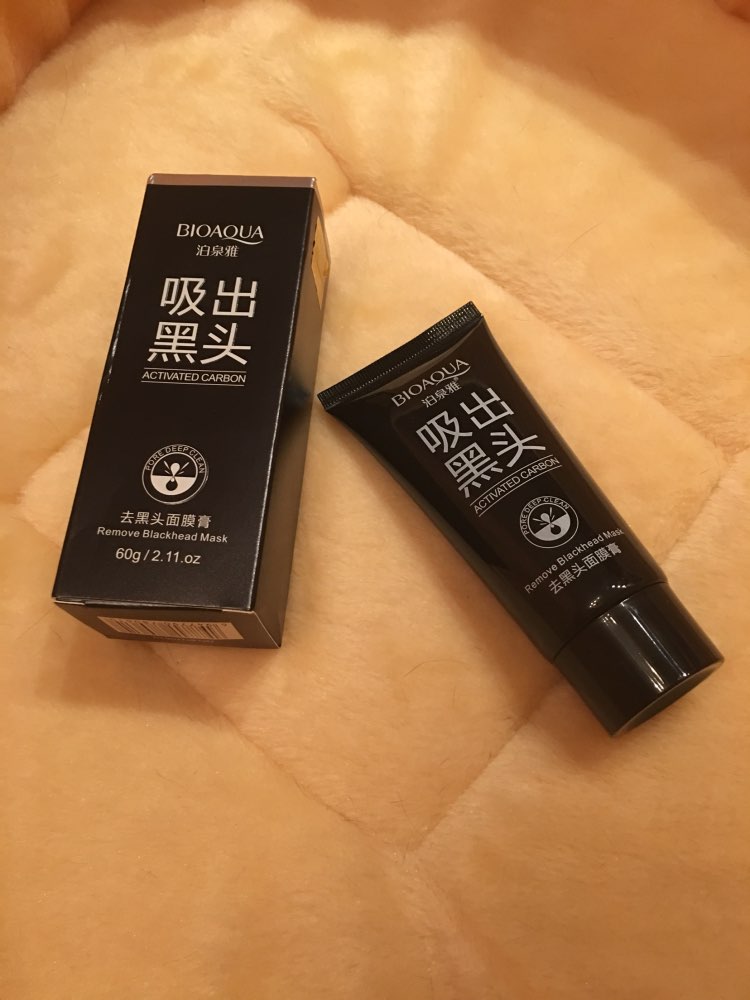 BIOAQUA
泊泉雅
吸出
黑头
ACTIVATED CARBON
PORE DEEP CLEAN
去黑头面膜膏
Remove Blackhead Mask
60g / 2.11.oz
BIOAQUA
泊泉雅®
吸出
黑头
ACTIVATED CARBON
PORE DEEP CLEAN
Remove Blackhead Mask
去黑头面膜膏